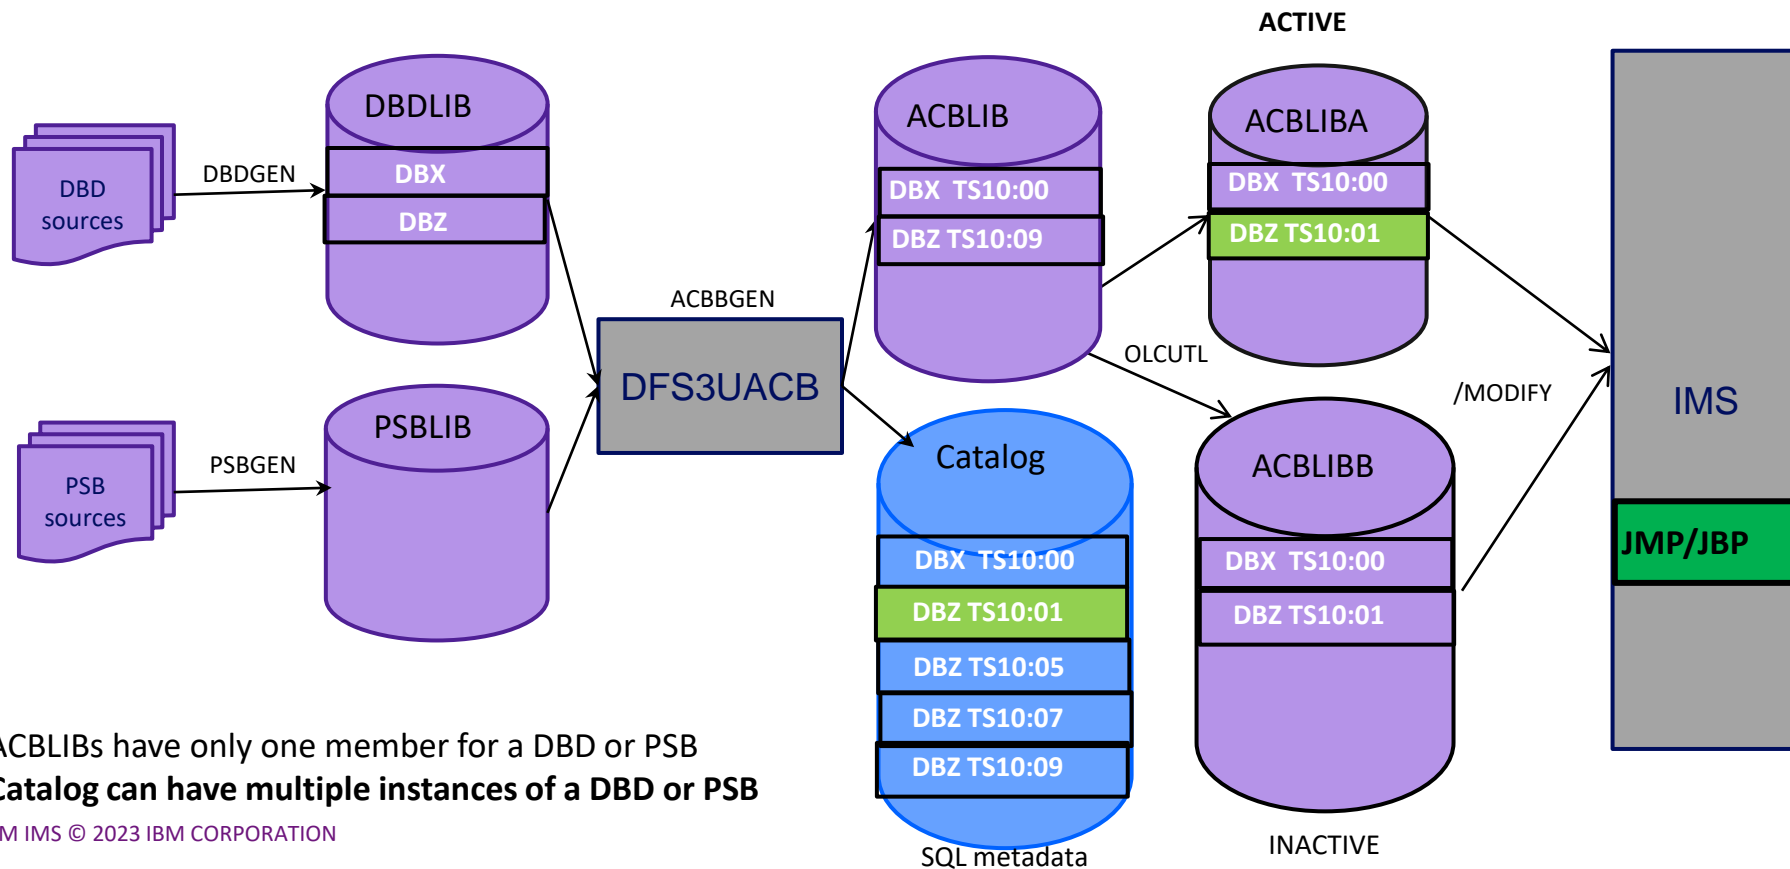 ACTIVE
DBD
sources
DBDGEN
DBDLIB
DBX
DBZ
PSB
sources
PSBGEN
PSBLIB
ACBBGEN
DFS3UACB
ACBLIB
DBX TS10:00
DBZ TS10:09
ACBLIBA
DBX TS10:00
DBZ TS10:01
OLCUTL
/MODIFY
Catalog
DBX TS10:00
DBZ TS10:01
DBZ TS10:05
DBZ TS10:07
DBZ TS10:09
SQL metadata
ACBLIBB
DBX TS10:00
DBZ TS10:01
INACTIVE
IMS
JMP/JBP
ACBLIBs have only one member for a DBD or PSB
Catalog can have multiple instances of a DBD or PSB
M IMS © 2023 IBM CORPORATION